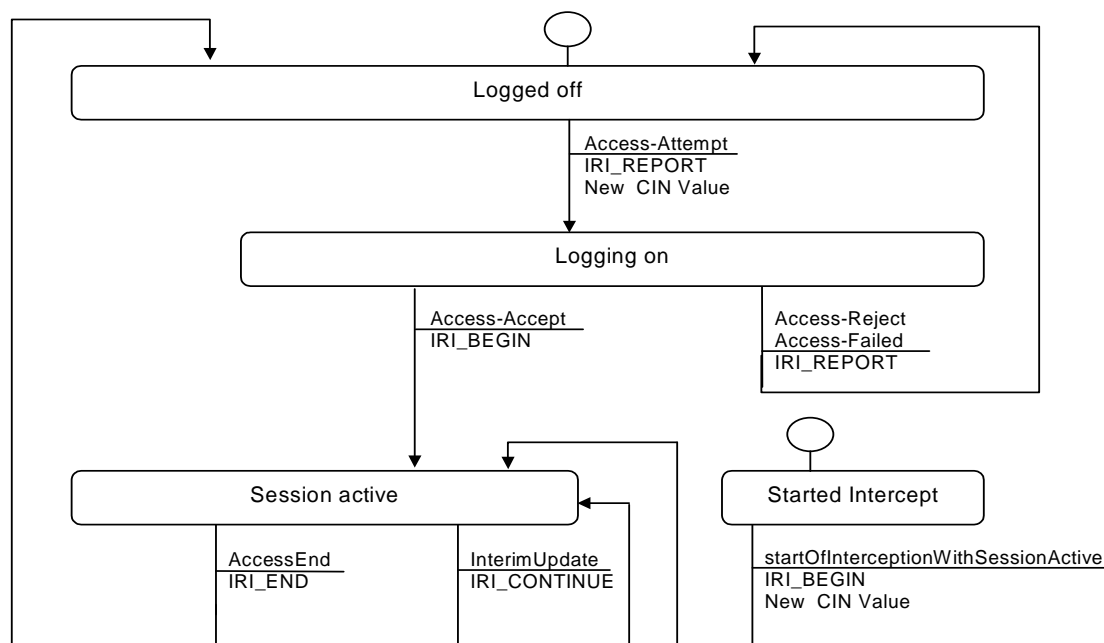 Logged off
Access-Attempt
IRI_REPORT
New CIN Value
Logging on
Access-Accept
IRI_BEGIN
Access-Reject
Access-Failed
IRI_REPORT
Session active
Started Intercept
AccessEnd
IRI_END
InterimUpdate
IRI_CONTINUE
startOfInterceptionWithSessionActive
IRI_BEGIN
New CIN Value